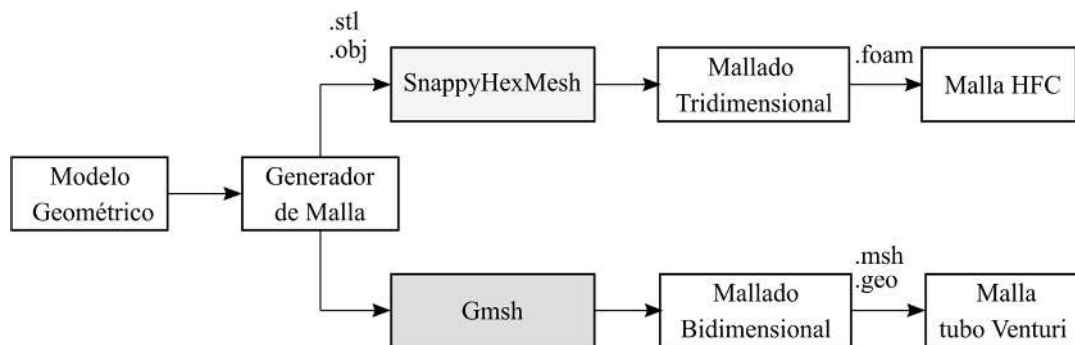 .stl
.obj
SnappyHexMesh
Mallado
Tridimensional
.foam
Malla HFC
Modelo
Geométrico
Generador
de Malla
Gmsh
Mallado
Bidimensional
.msh
.geo
Malla
tubo Venturi